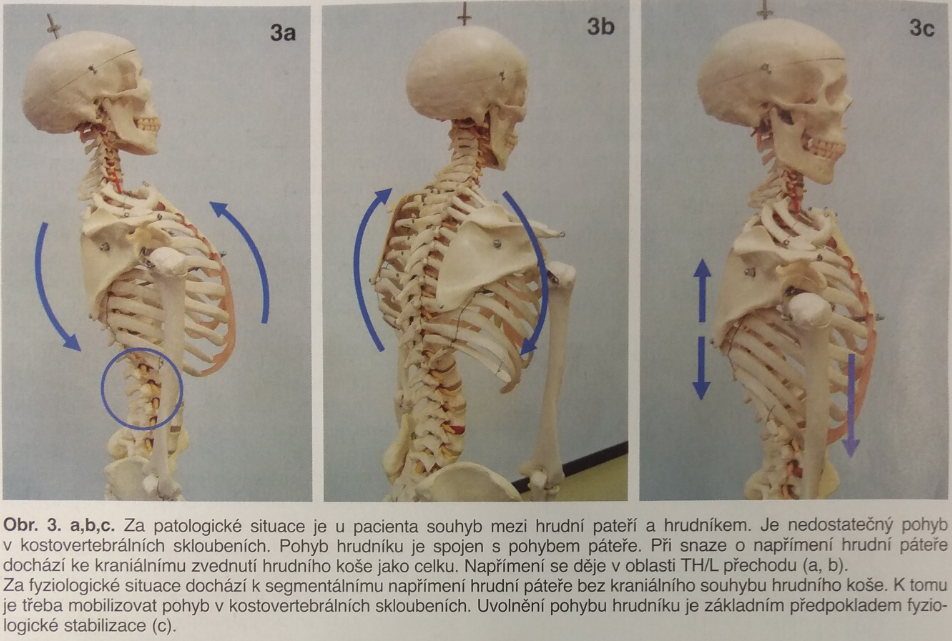 3a
3b
3c
Obr. 3. a,b,c. Za patologické situace je u pacienta souhyb mezi hrudní pateří a hrudníkem. Je nedostatečný pohyb
v kostovertebrálních skloubeních. Pohyb hrudníku je spojen s pohybem páteře. Při snaze o napřímení hrudní páteře
dochází ke kraniálnímu zvednutí hrudního koše jako celku. Napřímení se děje v oblasti TH/L přechodu (a, b).
Za fyziologické situace dochází k segmentálnímu napřímení hrudní páteře bez kraniálního souhybu hrudního koše. K tomu
je třeba mobilizovat pohyb v kostovertebrálních skloubeních. Uvolnění pohybu hrudníku je základním předpokladem fyzio-
logické stabilizace (c).